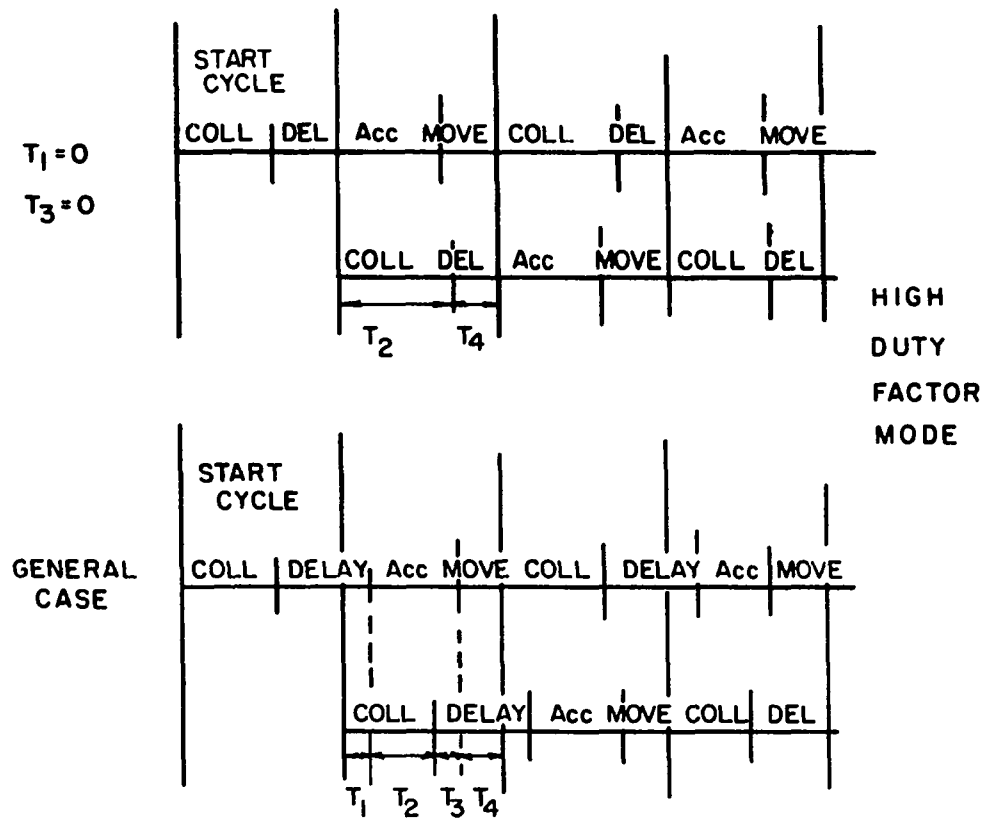 START
CYCLE
COLL DEL Acc MOVE COLL DEL Acc MOVE
T1=0
T3=0
COLL DEL Acc MOVE COLL DEL
T2 T4
HIGH
DUTY
FACTOR
MODE
START
CYCLE
GENERAL
CASE
COLL DELAY Acc MOVE COLL DELAY Acc MOVE
COLL DELAY Acc MOVE COLL DEL
T1 T2 T3 T4